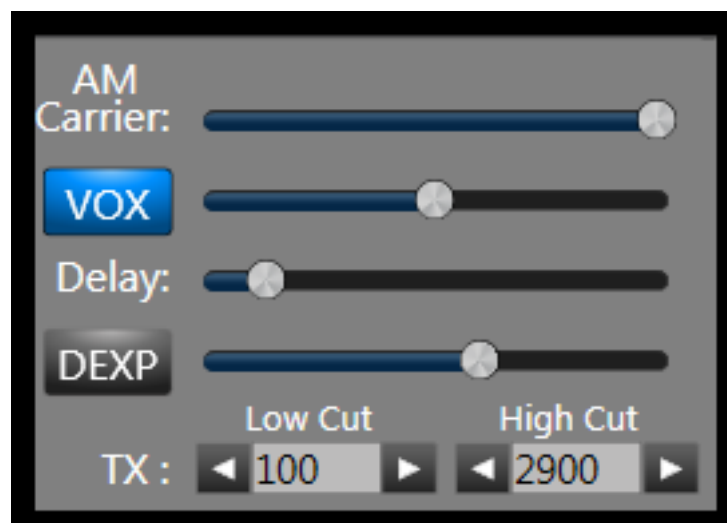 AM
Carrier:
VOX
Delay:
DEXP
Low Cut High Cut
TX : 100 2900